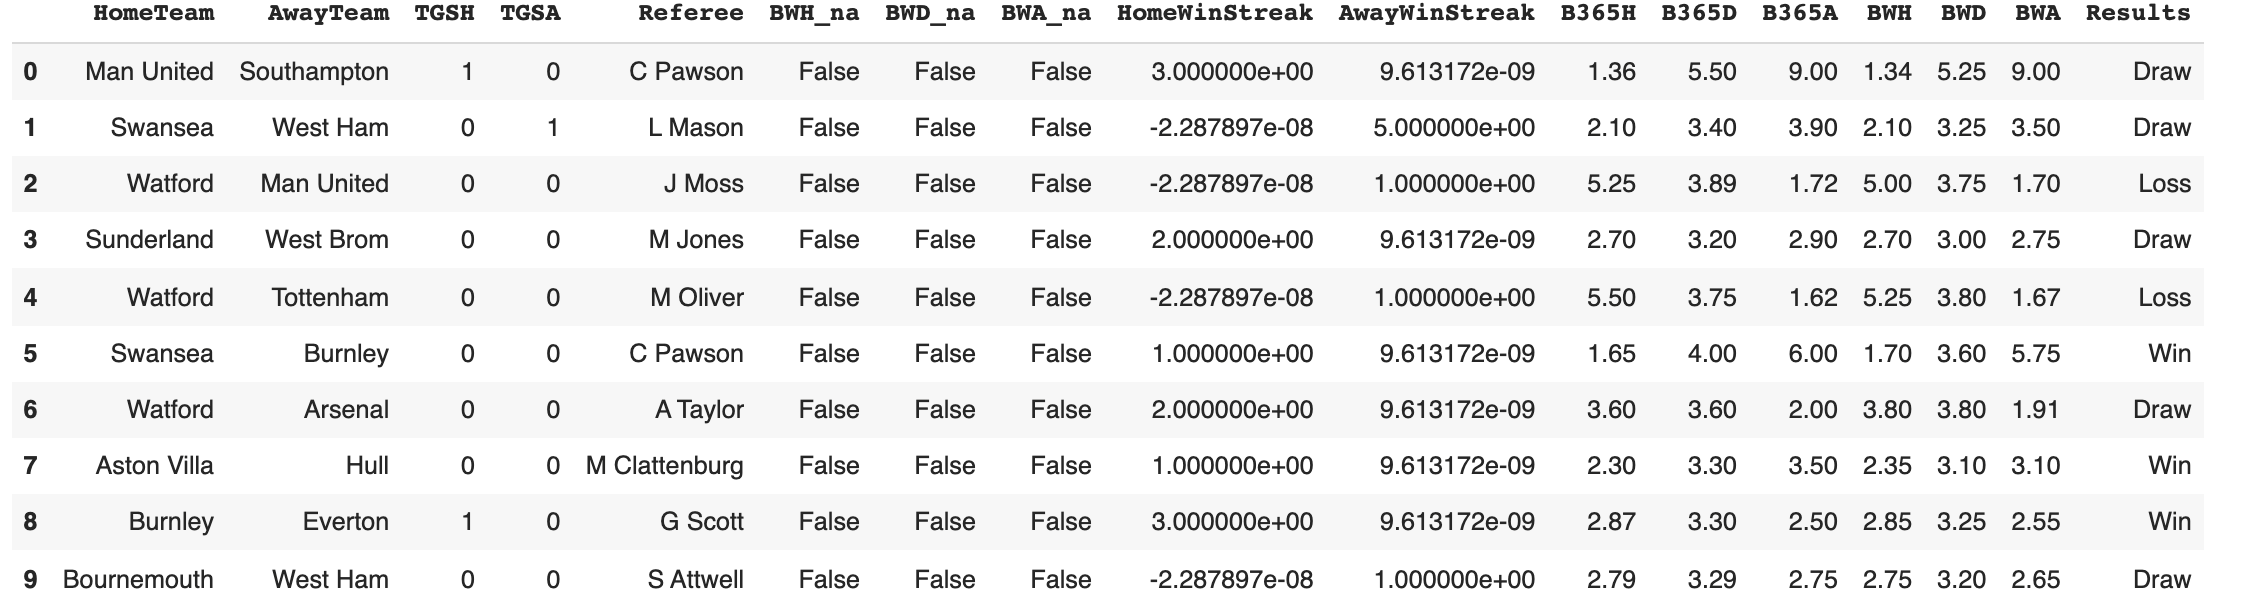 HomeTeam AwayTeam TGSH TGSA Referee BWH_na BWD_na BWA_na HomeWinStreak AwayWinStreak B365H B365D B365A BWH BWD BWA Results
0 Man United Southampton 1 0 C Pawson False False False 3.000000e+00 9.613172e-09 1.36 5.50 9.00 1.34 5.25 9.00 Draw
1 Swansea West Ham 0 1 L Mason False False False -2.287897e-08 5.000000e+00 2.10 3.40 3.90 2.10 3.25 3.50 Draw
2 Watford Man United 0 0 J Moss False False False -2.287897e-08 1.000000e+00 5.25 3.89 1.72 5.00 3.75 1.70 Loss
3 Sunderland West Brom 0 0 M Jones False False False 2.000000e+00 9.613172e-09 2.70 3.20 2.90 2.70 3.00 2.75 Draw
4 Watford Tottenham 0 0 M Oliver False False False -2.287897e-08 1.000000e+00 5.50 3.75 1.62 5.25 3.80 1.67 Loss
5 Swansea Burnley 0 0 C Pawson False False False 1.000000e+00 9.613172e-09 1.65 4.00 6.00 1.70 3.60 5.75 Win
6 Watford Arsenal 0 0 A Taylor False False False 2.000000e+00 9.613172e-09 3.60 3.60 2.00 3.80 3.80 1.91 Draw
7 Aston Villa Hull 0 0 M Clattenburg False False False 1.000000e+00 9.613172e-09 2.30 3.30 3.50 2.35 3.10 3.10 Win
8 Burnley Everton 1 0 G Scott False False False 3.000000e+00 9.613172e-09 2.87 3.30 2.50 2.85 3.25 2.55 Win
9 Bournemouth West Ham 0 0 S Attwell False False False -2.287897e-08 1.000000e+00 2.79 3.29 2.75 2.75 3.20 2.65 Draw